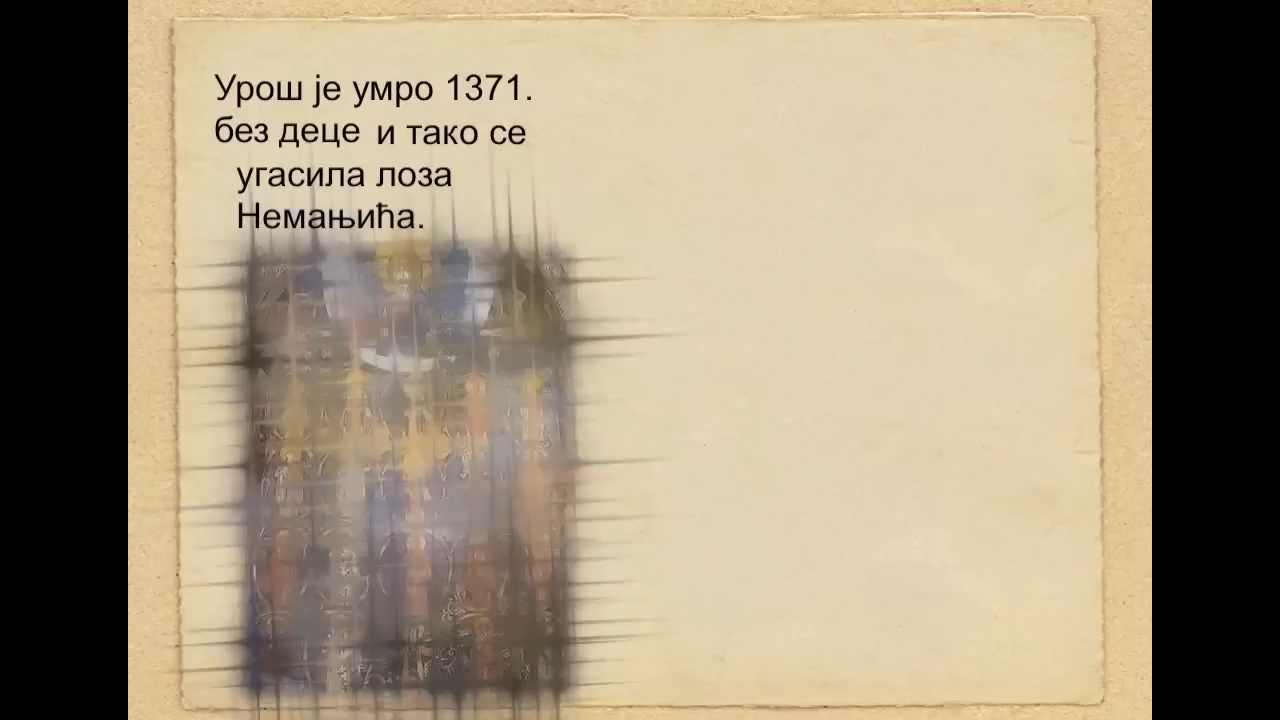 Урош је умро 1371.
без деце и тако се
угасила лоза
Немањића.